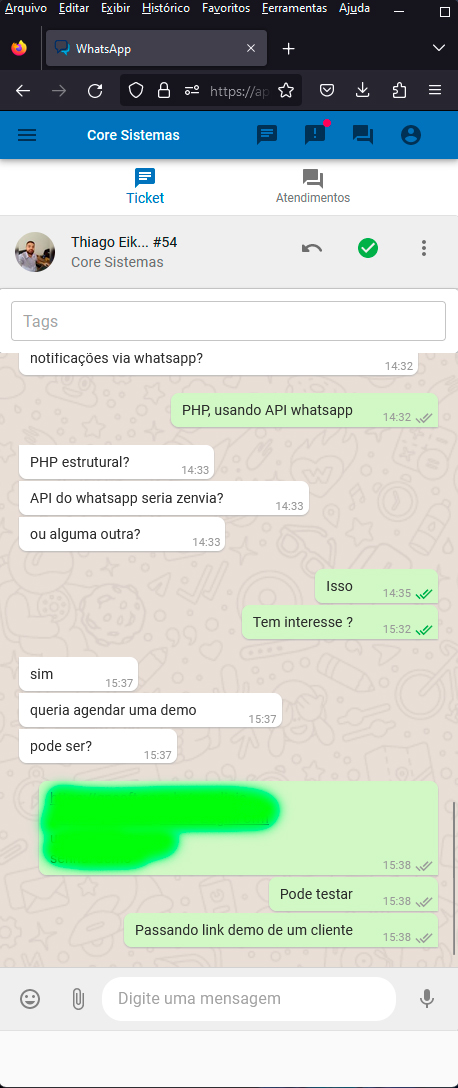 Arquivo Editar Exibir Histórico Favoritos Ferramentas Ajuda
WhatsApp
https://ap
Core Sistemas
Ticket
Atendimentos
Thiago Eik... #54
Core Sistemas
Tags
notificações via whatsapp?
14:32
PHP, usando API whatsapp
14:32
PHP estrutural?
14:33
API do whatsapp seria zenvia?
14:33
ou alguma outra?
14:33
Isso
14:35
Tem interesse ?
15:32
sim
15:37
queria agendar uma demo
15:37
pode ser?
15:37
15:38
Pode testar
15:38
Passando link demo de um cliente
15:38
Digite uma mensagem